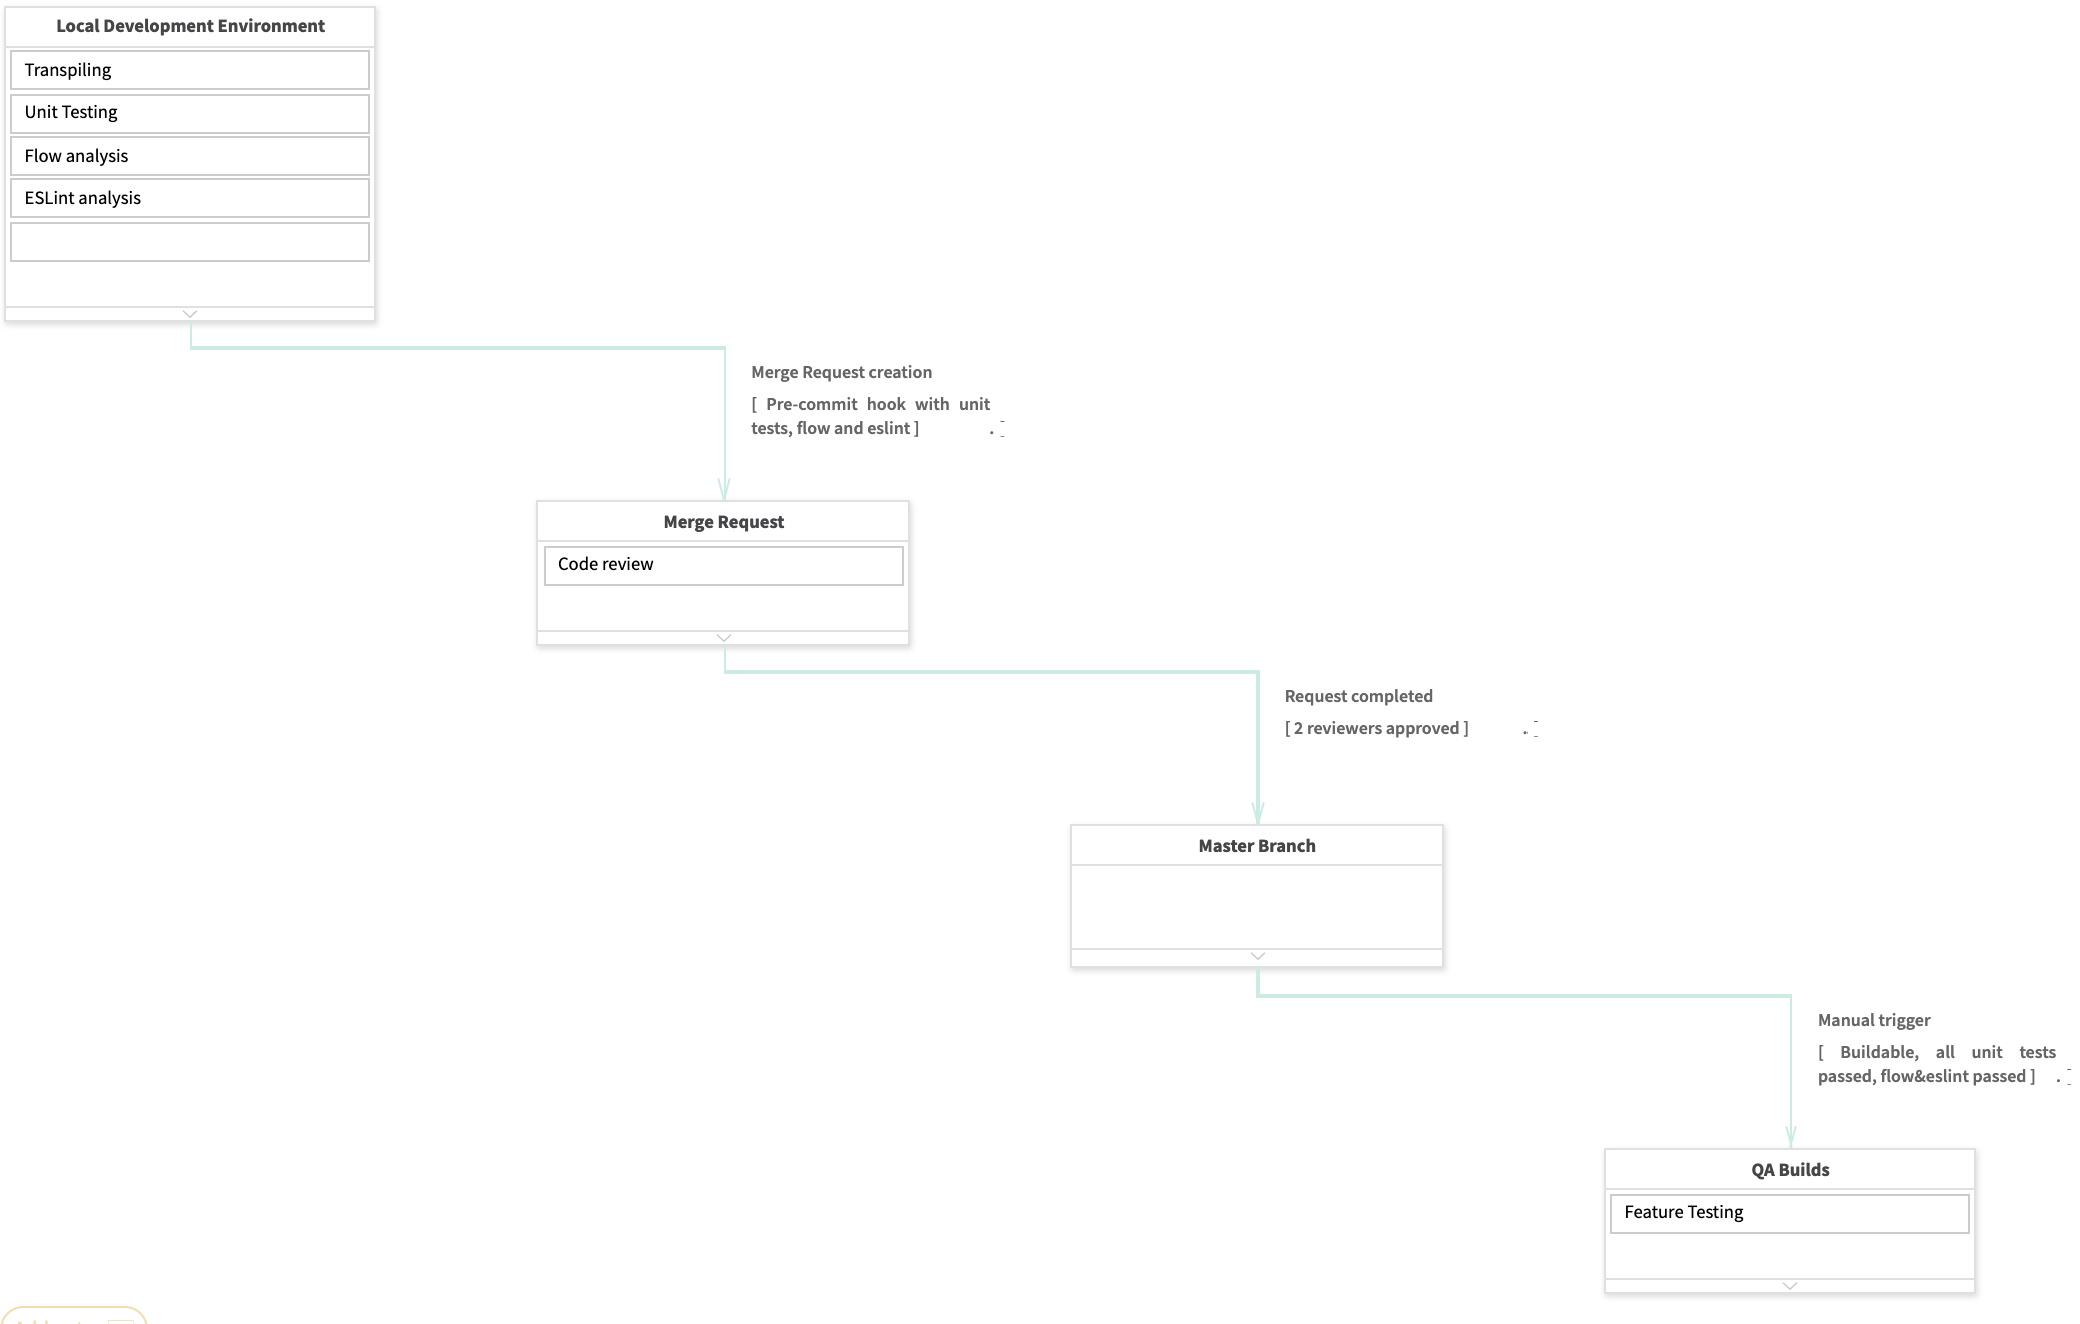 Local Development Environment
Transpiling
Unit Testing
Flow analysis
ESLint analysis
Merge Request creation
[ Pre-commit hook with unit
tests, flow and eslint ]
Merge Request
Code review
Request completed
[ 2 reviewers approved ]
Master Branch
Manual trigger
[ Buildable, all unit tests
passed, flow&eslint passed ]
QA Builds
Feature Testing